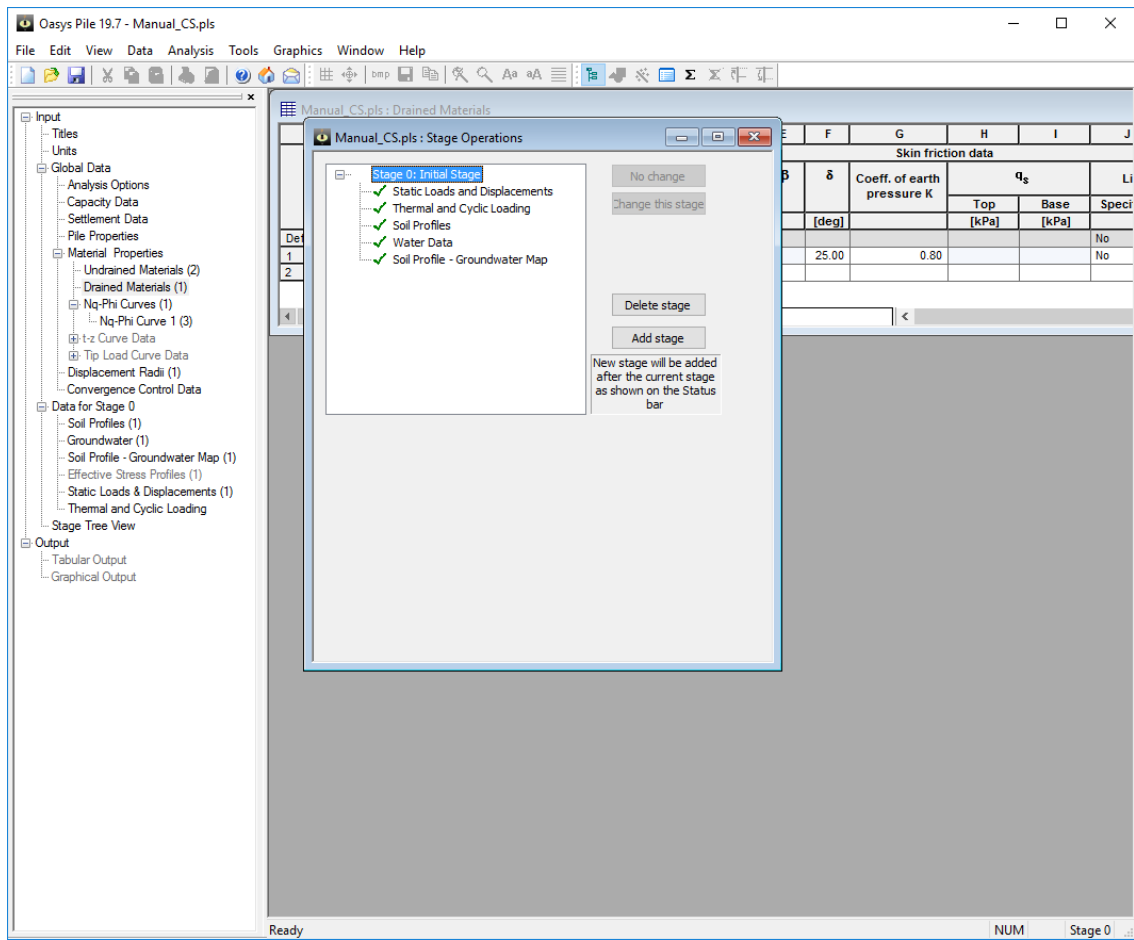 Oasys Pile 19.7 - Manual_CS.pls
File Edit View Data Analysis Tools Graphics Window Help
bmp Aa aA Σ Σ
x
Input
Titles
Units
Global Data
Analysis Options
Capacity Data
Settlement Data
Pile Properties
Material Properties
Undrained Materials (2)
Drained Materials (1)
Nq-Phi Curves (1)
Nq-Phi Curve 1 (3)
t-z Curve Data
Tip Load Curve Data
Displacement Radii (1)
Convergence Control Data
Data for Stage 0
Soil Profiles (1)
Groundwater (1)
Soil Profile - Groundwater Map (1)
Effective Stress Profiles (1)
Static Loads & Displacements (1)
Thermal and Cyclic Loading
Stage Tree View
Output
Tabular Output
Graphical Output
Manual_CS.pls : Drained Materials
F G H I J
Skin friction data
β δ Coeff. of earth pressure K qs Li
Top Base Speci
[deg] [kPa] [kPa]
Def No
1 25.00 0.80 No
2
Manual_CS.pls : Stage Operations
Stage 0: Initial Stage
Static Loads and Displacements
Thermal and Cyclic Loading
Soil Profiles
Water Data
Soil Profile - Groundwater Map
No change
Change this stage
Delete stage
Add stage
New stage will be added
after the current stage
as shown on the Status
bar
Ready NUM Stage 0